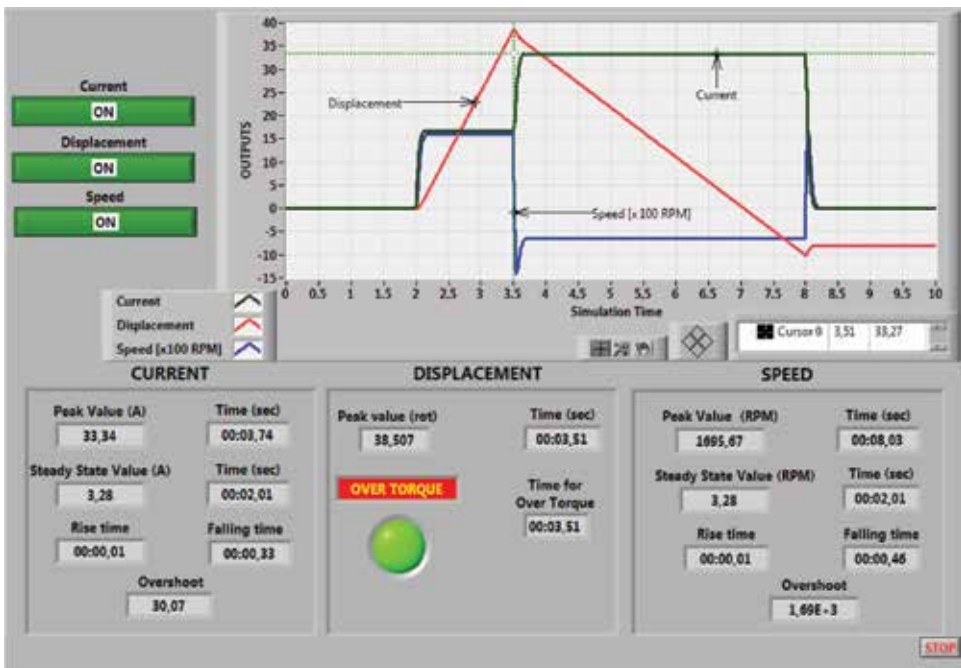 Current
ON
Displacement
ON
Speed
ON
OUTPUTS
40
35
30
25
20
15
10
5
0
-5
-10
-15
Displacement
Current
Speed [x 100 RPM]
0 0.5 1 1.5 2 2.5 3 3.5 4 4.5 5 5.5 6 6.5 7 7.5 8 8.5 9 9.5 10
Simulation Time
Current
Displacement
Speed [x100 RPM]
Cursor 0 3,51 33,27
CURRENT
Peak Value (A) Time (sec)
33,34 00:03,74
Steady State Value (A) Time (sec)
3,28 00:02,01
Rise time Falling time
00:00,01 00:00,33
Overshoot
30,07
DISPLACEMENT
Peak value (rot) Time (sec)
38,507 00:03,51
OVER TORQUE
Time for
Over Torque
00:03,51
SPEED
Peak Value (RPM) Time (sec)
1695,67 00:08,03
Steady State Value (RPM) Time (sec)
3,28 00:02,01
Rise time Falling time
00:00,01 00:00,46
Overshoot
1,69E+3
STOP